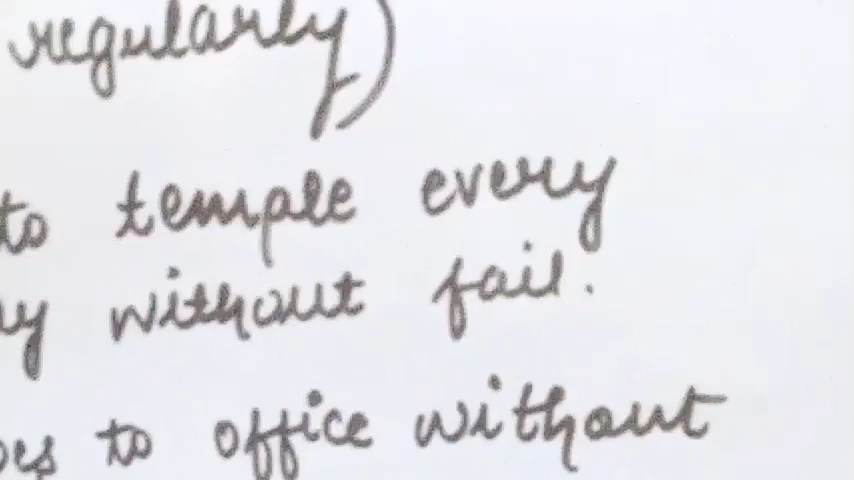 regularly)
to temple every
without fail.
to office without